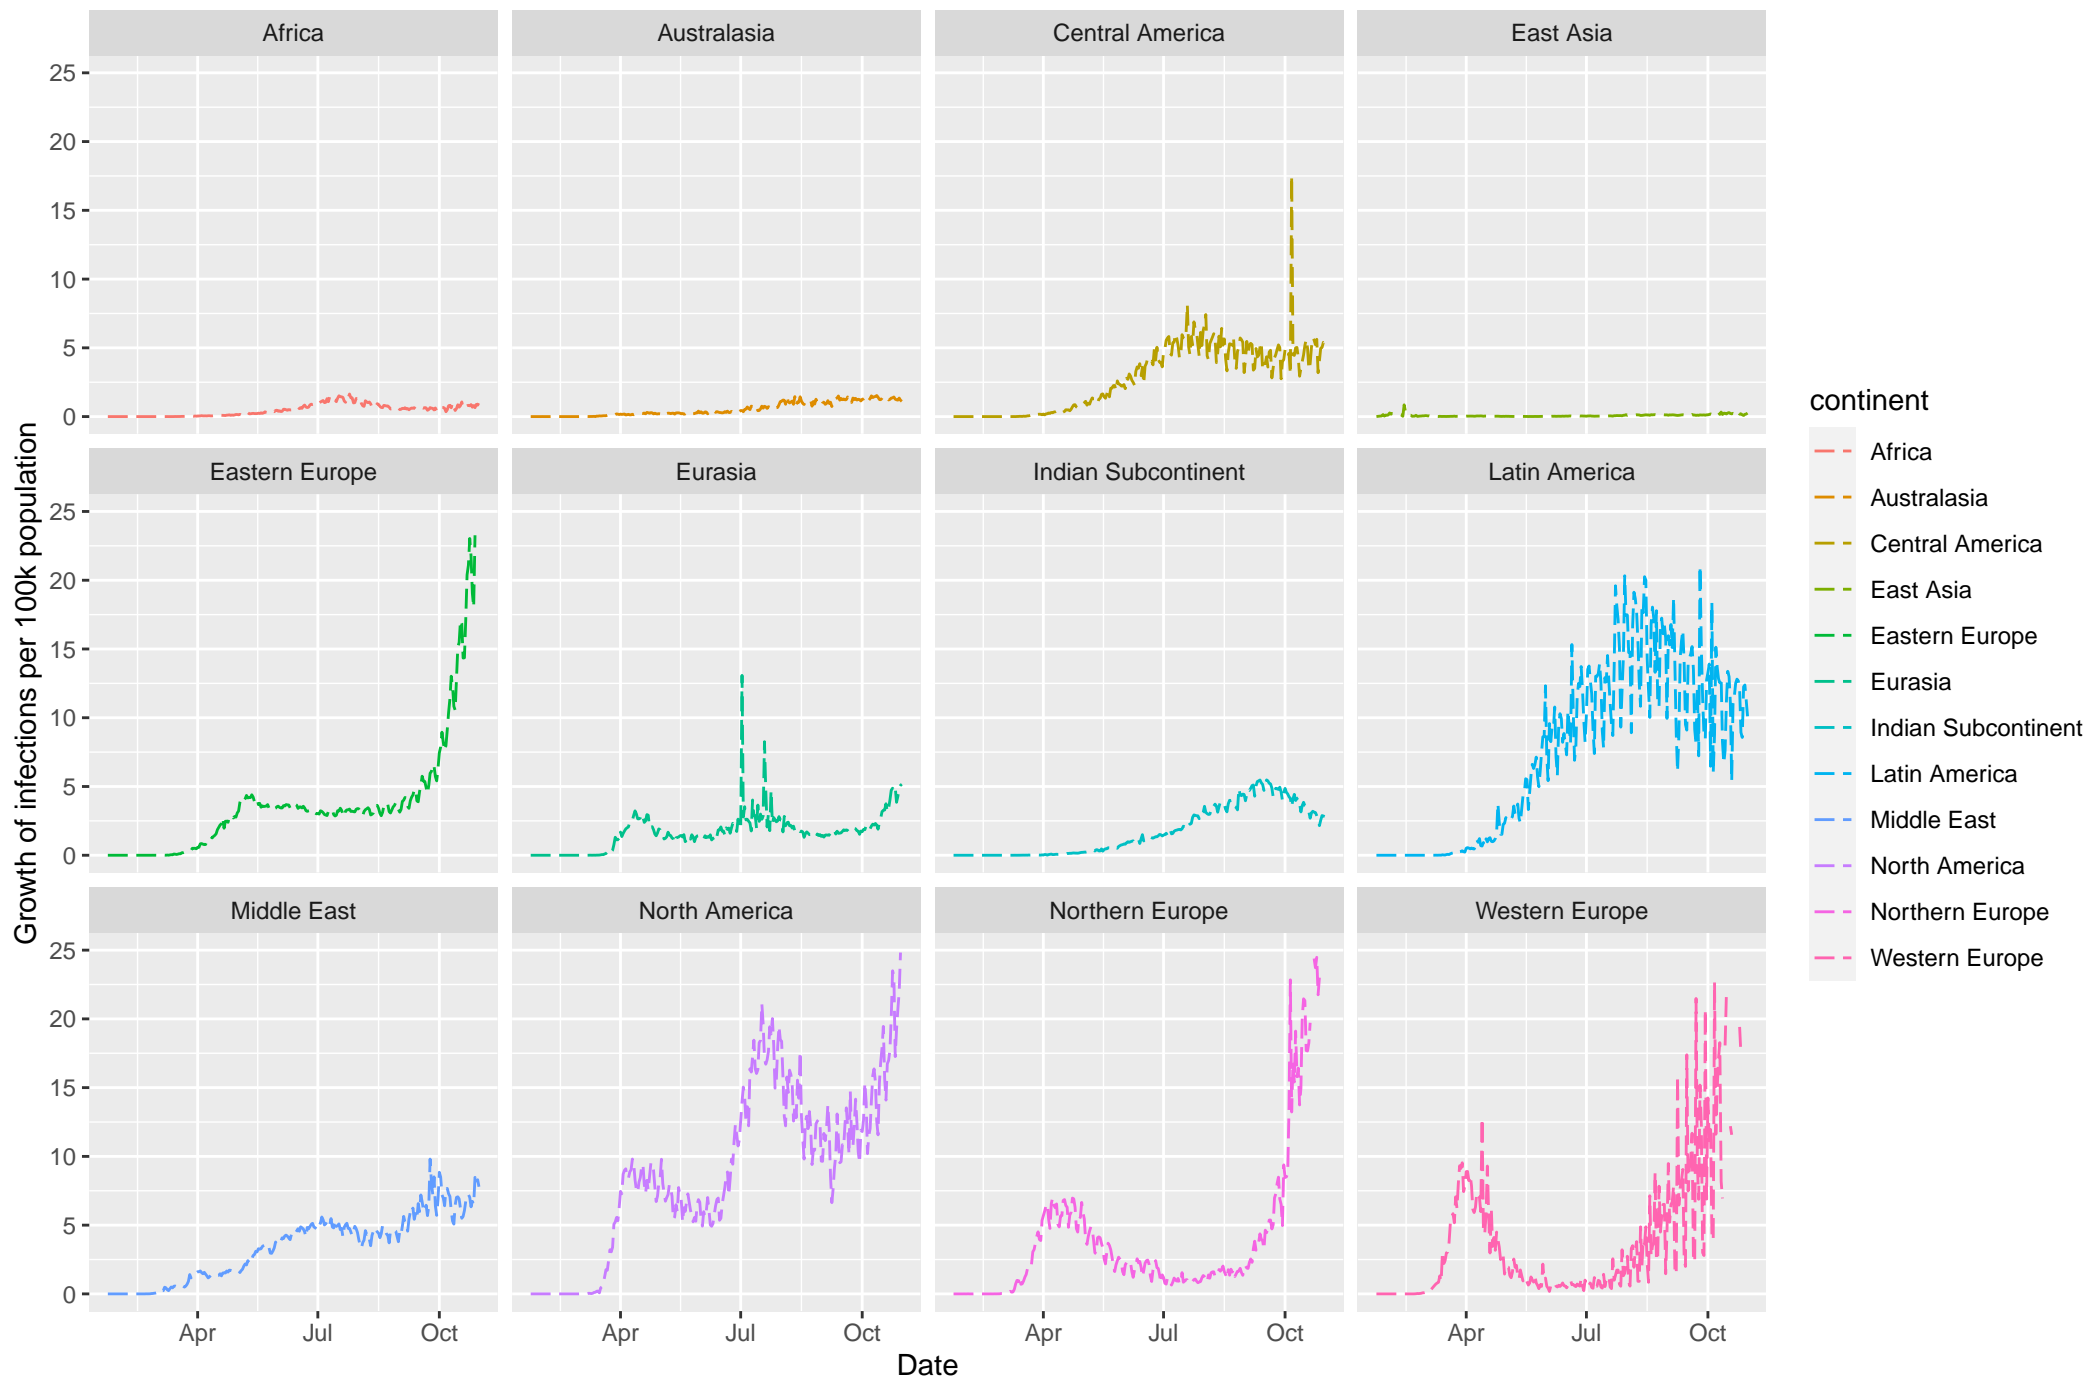 Africa
Australasia
Central America
East Asia
25
20
15
10
5
0
Eastern Europe
Eurasia
Indian Subcontinent
Latin America
25
20
15
10
5
0
Middle East
North America
Northern Europe
Western Europe
25
20
15
10
5
0
Apr Jul Oct
Apr Jul Oct
Apr Jul Oct
Apr Jul Oct
Date
Growth of infections per 100k population
continent
Africa
Australasia
Central America
East Asia
Eastern Europe
Eurasia
Indian Subcontinent
Latin America
Middle East
North America
Northern Europe
Western Europe